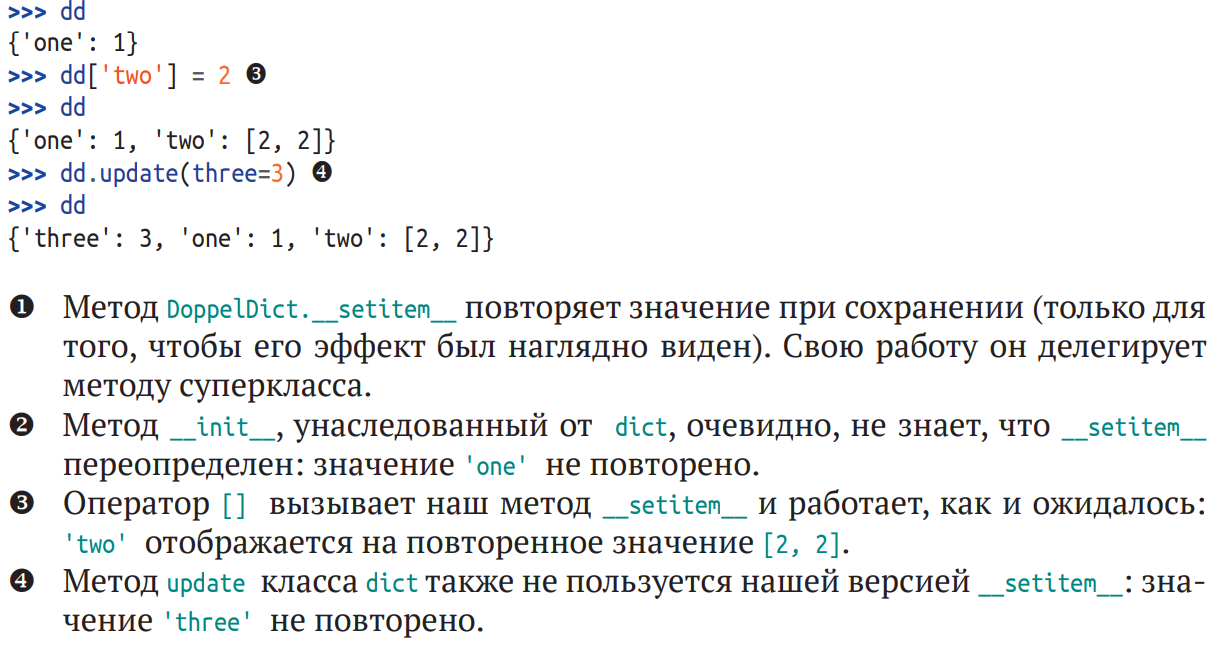 >>> dd
{'one': 1}
>>> dd['two'] = 2 ❸
>>> dd
{'one': 1, 'two': [2, 2]}
>>> dd.update(three=3) ❹
>>> dd
{'three': 3, 'one': 1, 'two': [2, 2]}
❶ Метод DoppelDict.__setitem__ повторяет значение при сохранении (только для
того, чтобы его эффект был наглядно виден). Свою работу он делегирует
методу суперкласса.
❷ Метод __init__, унаследованный от dict, очевидно, не знает, что __setitem__
переопределен: значение 'one' не повторено.
❸ Оператор [] вызывает наш метод __setitem__ и работает, как и ожидалось:
'two' отображается на повторенное значение [2, 2].
❹ Метод update класса dict также не пользуется нашей версией __setitem__: зна-
чение 'three' не повторено.